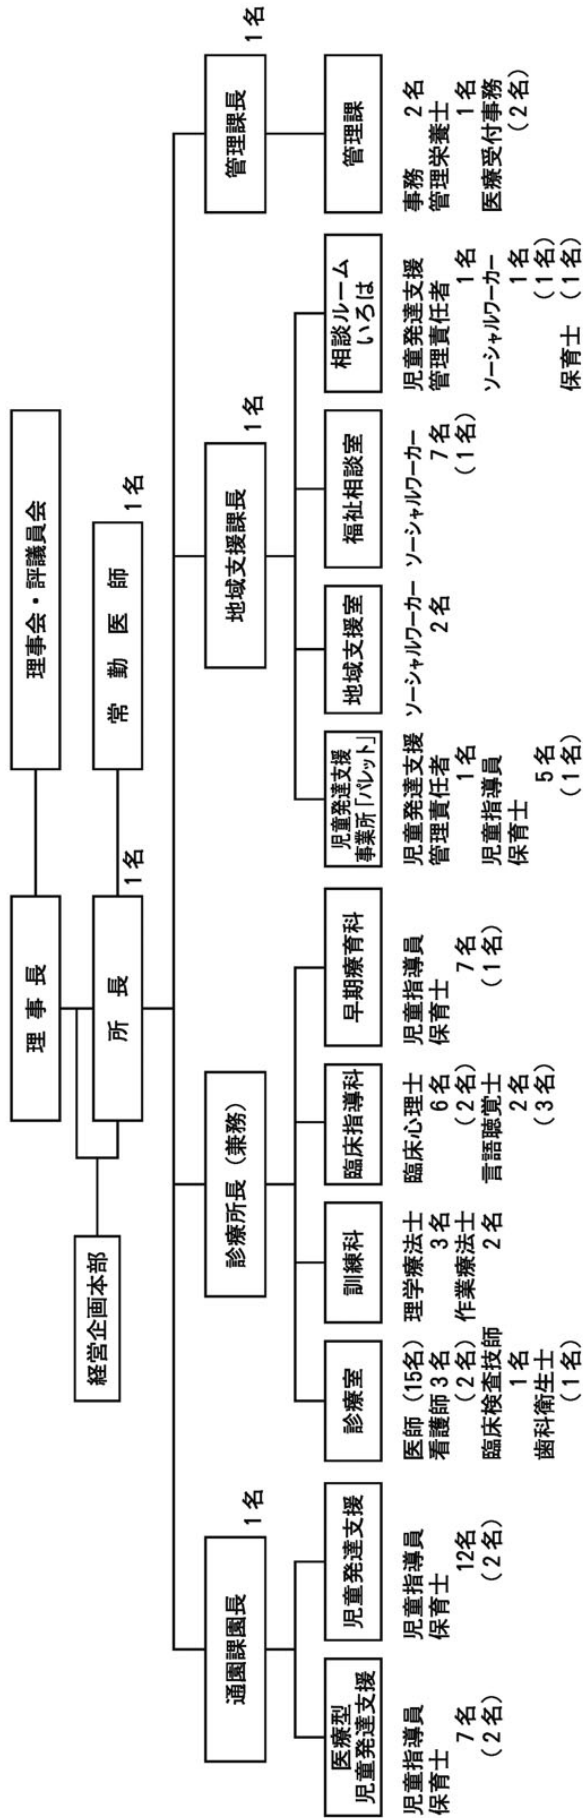 理事長
理事会・評議員会
経営企画本部
所長
1名
常勤医師
1名
通園課園長
1名
診療所長（兼務）
地域支援課長
1名
管理課長
1名
医療型
児童発達支援
児童指導員
保育士
7名
（2名）
児童発達支援
児童指導員
保育士
12名
（2名）
診療室
医師（15名）
看護師3名
（2名）
臨床検査技師
1名
歯科衛生士
（1名）
訓練科
理学療法士
3名
作業療法士
2名
臨床指導科
臨床心理士
6名
（2名）
言語聴覚士
2名
（3名）
早期療育科
児童指導員
保育士
7名
（1名）
児童発達支援
事業所「パレット」
児童発達支援
管理責任者
1名
児童指導員
保育士
5名
（1名）
地域支援室
ソーシャルワーカー
2名
福祉相談室
ソーシャルワーカー
7名
（1名）
相談ルーム
いろは
児童発達支援
管理責任者
1名
ソーシャルワーカー
1名
（1名）
保育士（1名）
管理課
事務 2名
管理栄養士
1名
医療受付事務
（2名）